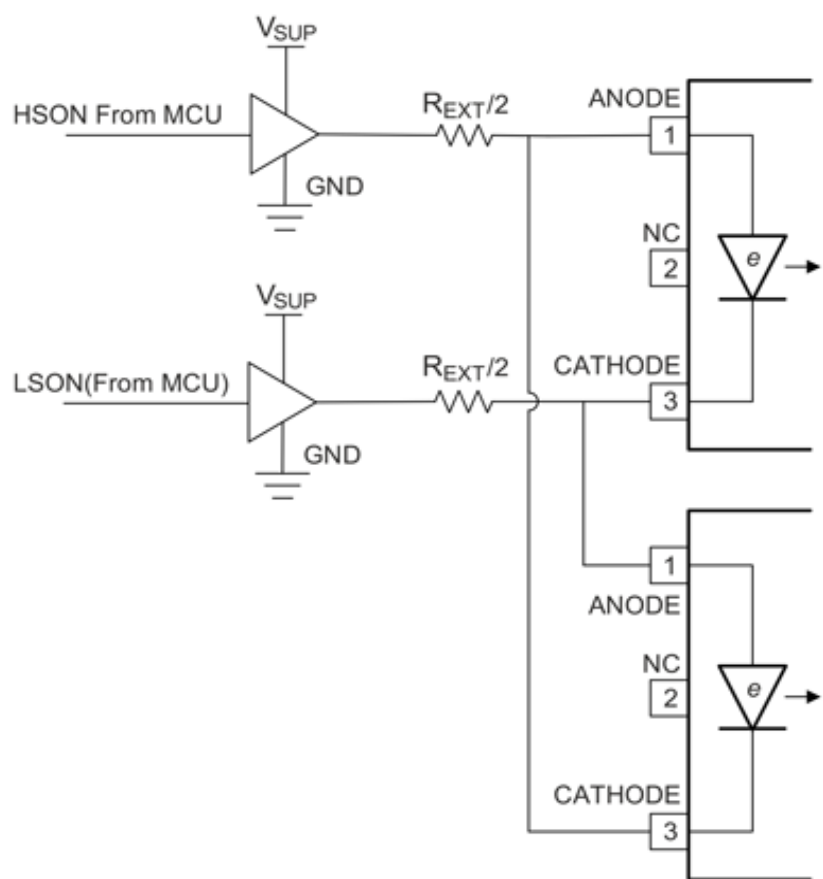 VSUP
HSON From MCU
REXT/2
ANODE
1
GND
NC
2
e
VSUP
LSON(From MCU)
REXT/2
CATHODE
3
GND
1
ANODE
NC
2
e
CATHODE
3